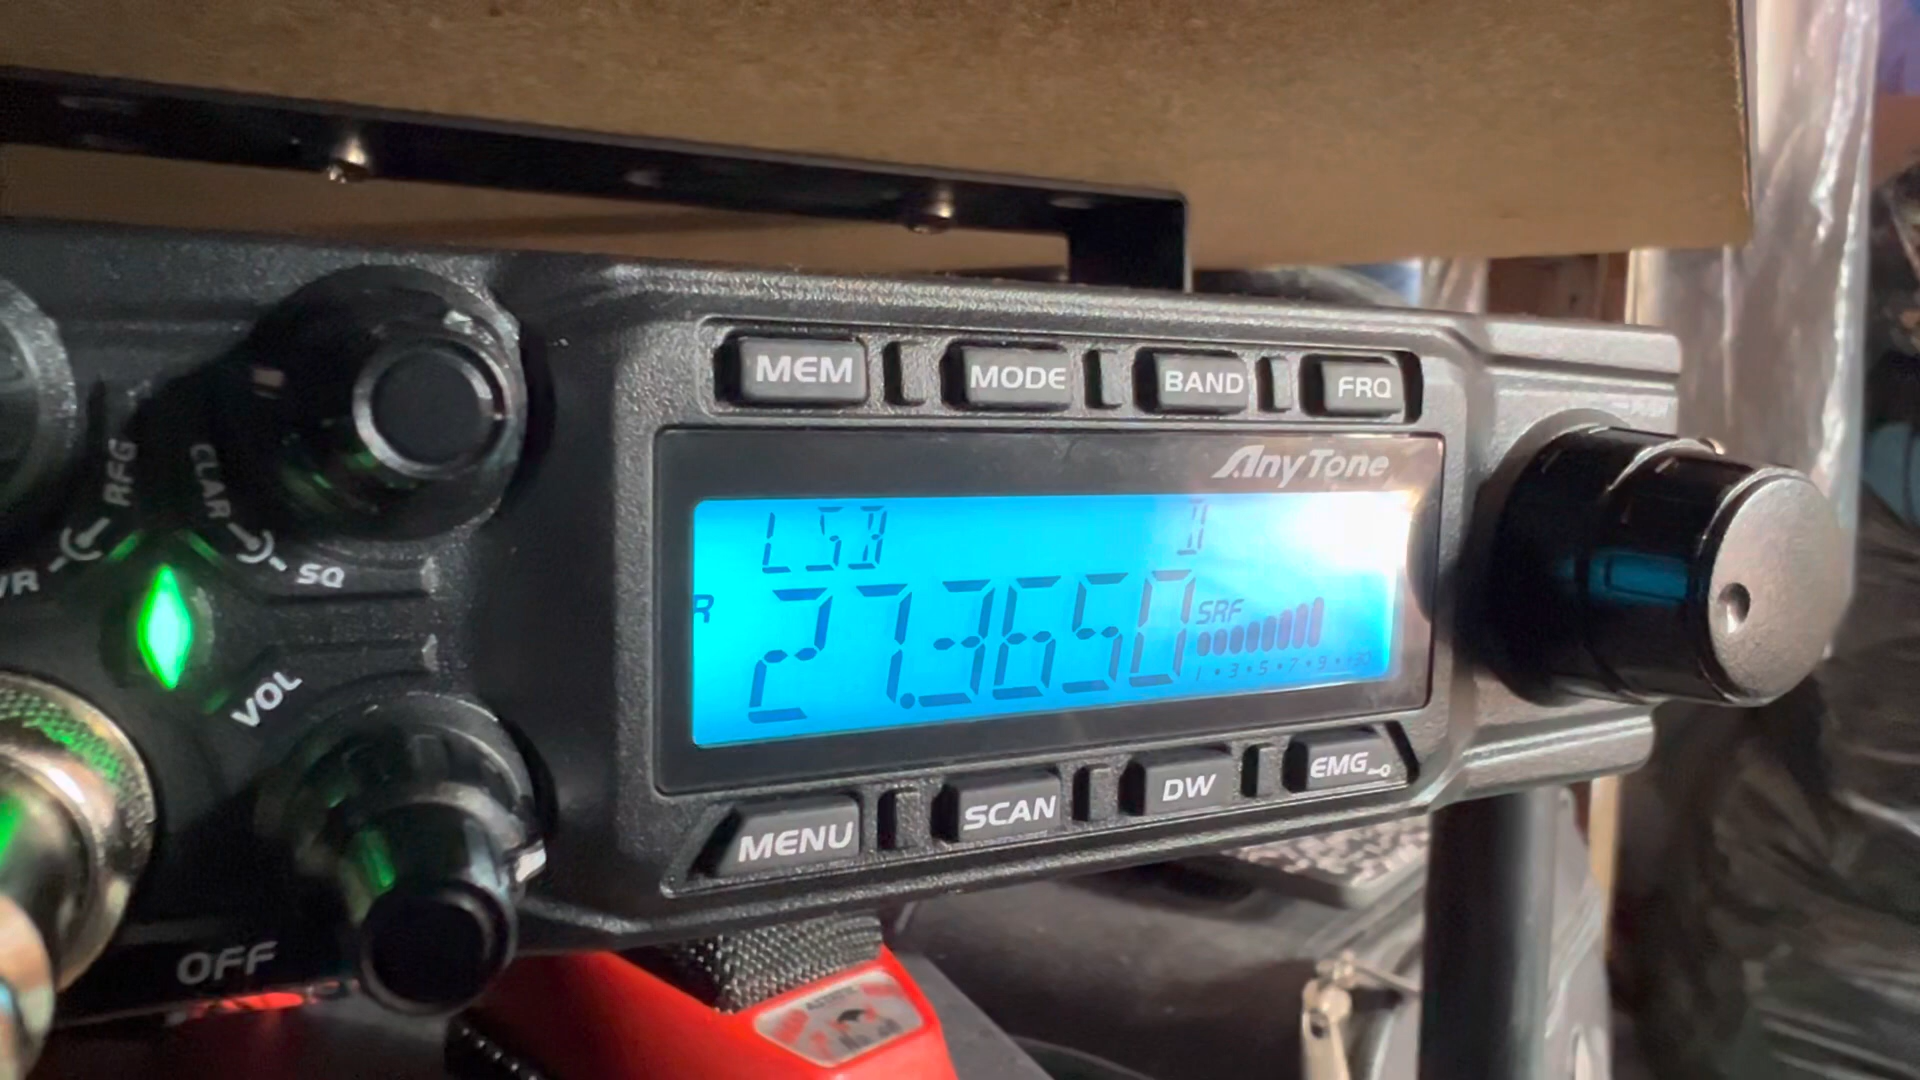 MEM MODE BAND FRQ
AnyTone
LSB D
R 27.3650 SRF
1 • 3 • 5 • 7 • 9 • +30
RFG
CLAR
SQ
VOL
OFF
MENU SCAN DW EMG